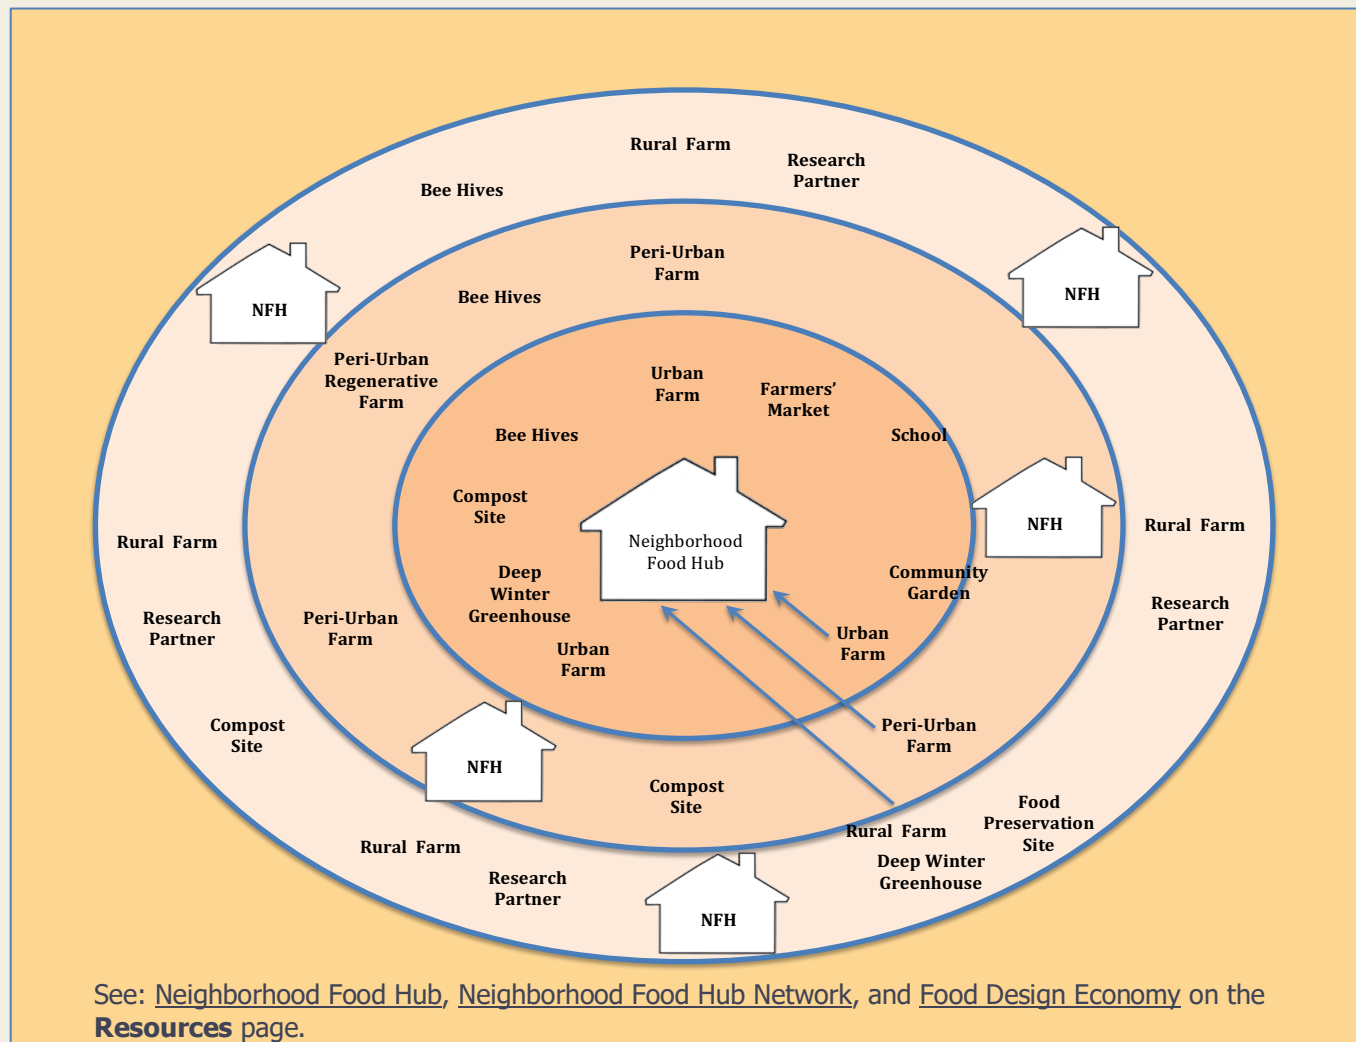 Rural Farm
Research
Partner
Bee Hives
Peri-Urban
Farm
NFH
NFH
Bee Hives
Peri-Urban
Regenerative
Farm
Urban
Farm
Farmers’
Market
Bee Hives
School
Compost
Site
Neighborhood
Food Hub
NFH
Rural Farm
Rural Farm
Deep
Winter
Greenhouse
Community
Garden
Research
Partner
Research
Partner
Peri-Urban
Farm
Urban
Farm
Urban
Farm
Compost
Site
Peri-Urban
Farm
NFH
Compost
Site
Food
Preservation
Site
Rural Farm
Rural Farm
Deep Winter
Greenhouse
Research
Partner
NFH
See: Neighborhood Food Hub, Neighborhood Food Hub Network, and Food Design Economy on the
Resources page.